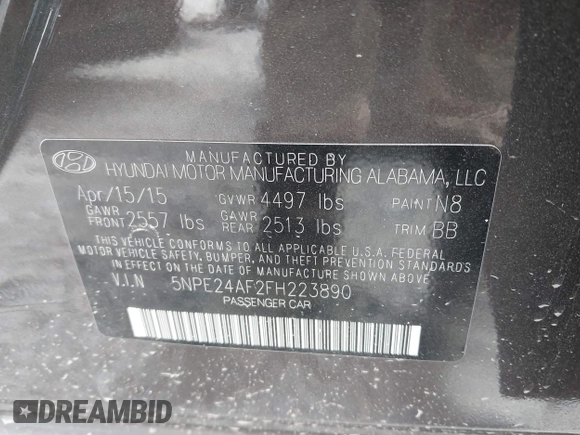 MANUFACTURED BY
HYUNDAI MOTOR MANUFACTURING ALABAMA, LLC
Apr/15/15 GVWR 4497 lbs PAINT N8
GAWR FRONT 2557 lbs GAWR REAR 2513 lbs TRIM BB
THIS VEHICLE CONFORMS TO ALL APPLICABLE U.S.A. FEDERAL
MOTOR VEHICLE SAFETY, BUMPER, AND THEFT PREVENTION STANDARDS
IN EFFECT ON THE DATE OF MANUFACTURE SHOWN ABOVE.
V.I.N 5NPE24AF2FH223890
PASSENGER CAR
DREAMBID